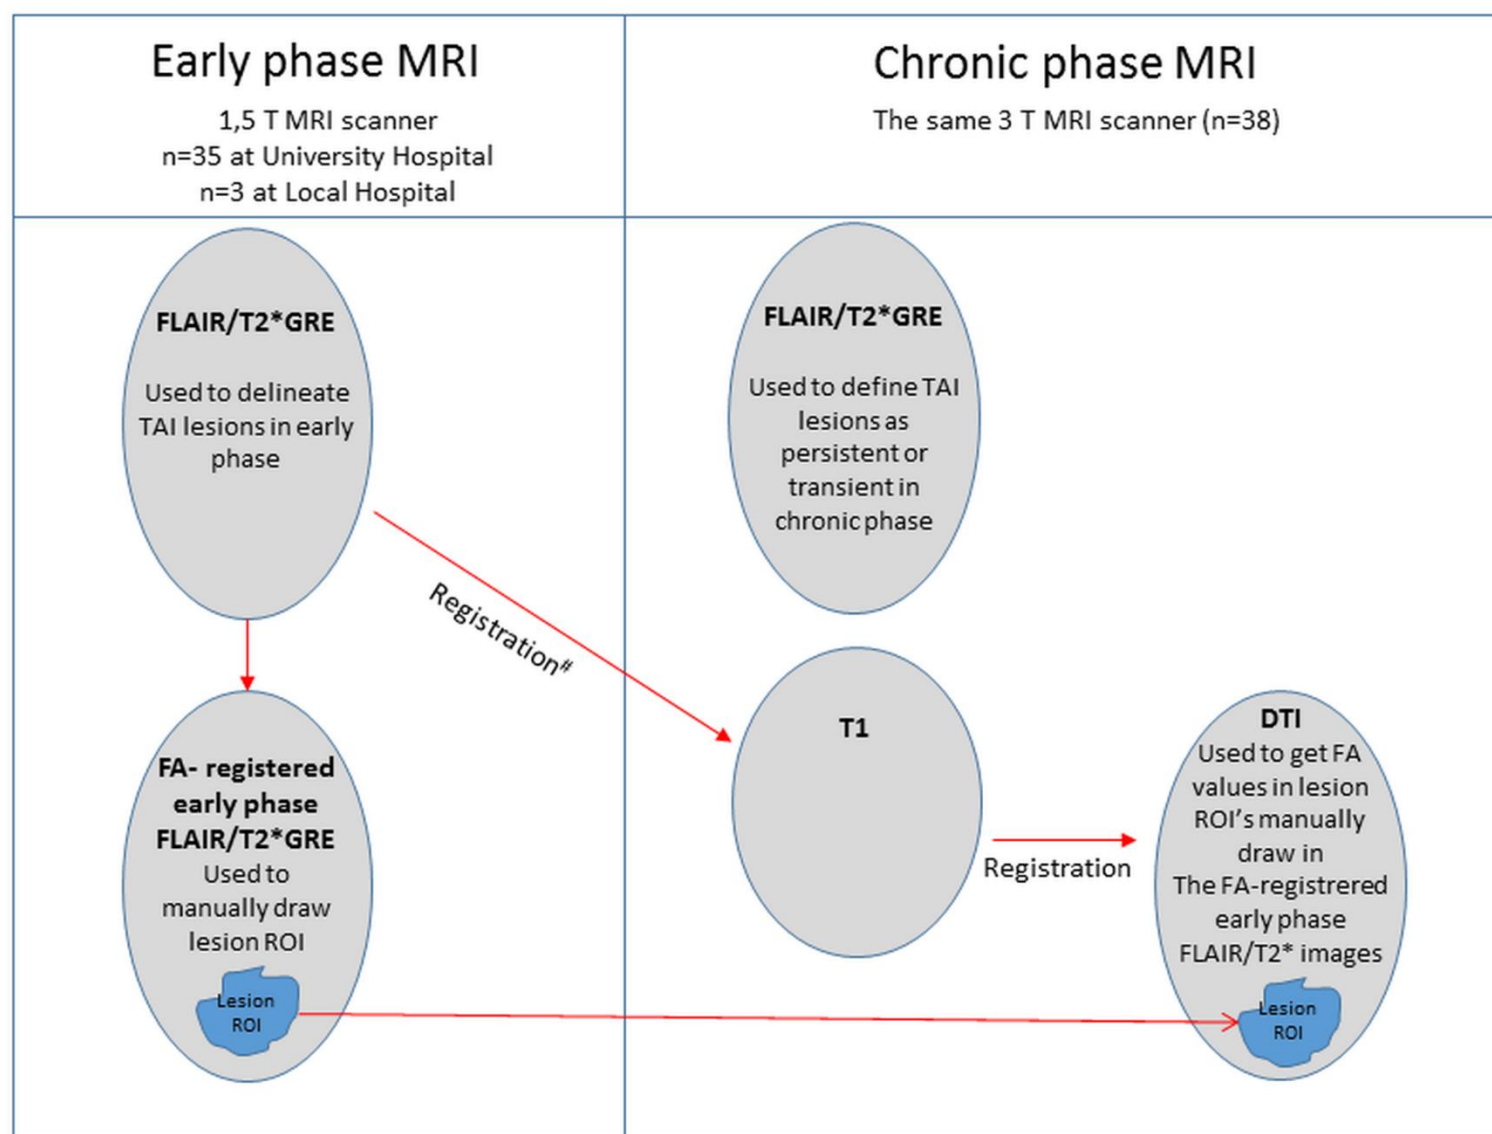 Early phase MRI
1,5 T MRI scanner
n=35 at University Hospital
n=3 at Local Hospital
Chronic phase MRI
The same 3 T MRI scanner (n=38)
FLAIR/T2*GRE
Used to delineate
TAI lesions in early
phase
FLAIR/T2*GRE
Used to define TAI
lesions as
persistent or
transient in
chronic phase
Registration#
FA- registered
early phase
FLAIR/T2*GRE
Used to
manually draw
lesion ROI
Lesion
ROI
T1
Registration
DTI
Used to get FA
values in lesion
ROI's manually
draw in
The FA-registrered
early phase
FLAIR/T2* images
Lesion
ROI